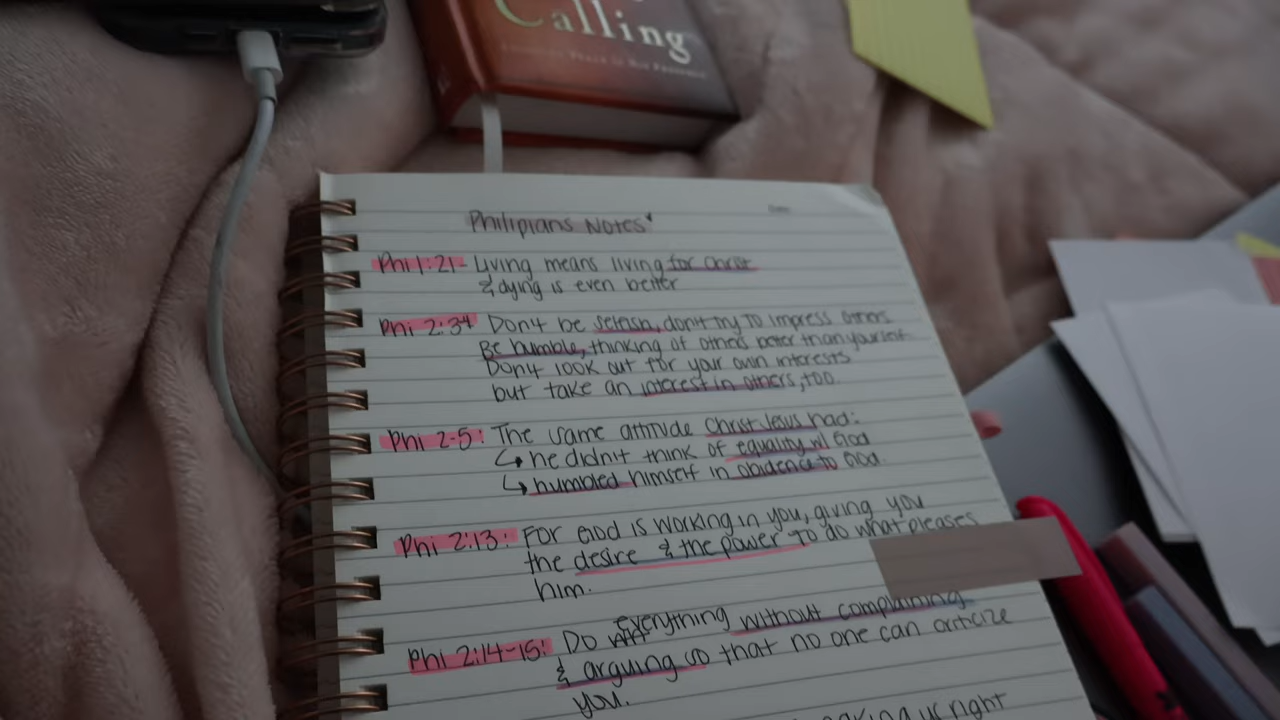 Calling
Philipians Notes
Phi 1:21- Living means living for Christ
& dying is even better
Phi 2:34 Don't be selfish, don't try to impress others.
Be humble, thinking of others better than yourself.
Don't look out for your own interests
but take an interest in others, too.
Phi 2-5: The same attitude Christ Jesus had:
↳ he didn't think of equality w/ God
↳ humbled himself in obidence to God.
Phi 2:13: For God is working in you, giving you
the desire & the power to do what pleases
him.
Phi 2:14-15: Do everything without complaining
& arguing so that no one can criticize
you.
right